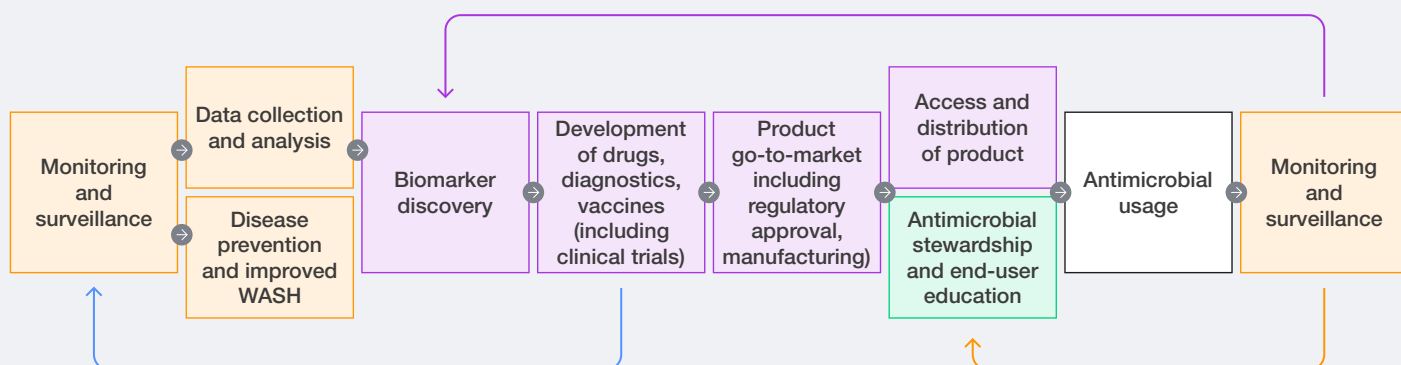 Monitoring
and
surveillance
Data collection
and analysis
Disease
prevention
and improved
WASH
Biomarker
discovery
Development
of drugs,
diagnostics,
vaccines
(including
clinical trials)
Product
go-to-market
including
regulatory
approval,
manufacturing)
Access and
distribution
of product
Antimicrobial
stewardship
and end-user
education
Antimicrobial
usage
Monitoring
and
surveillance